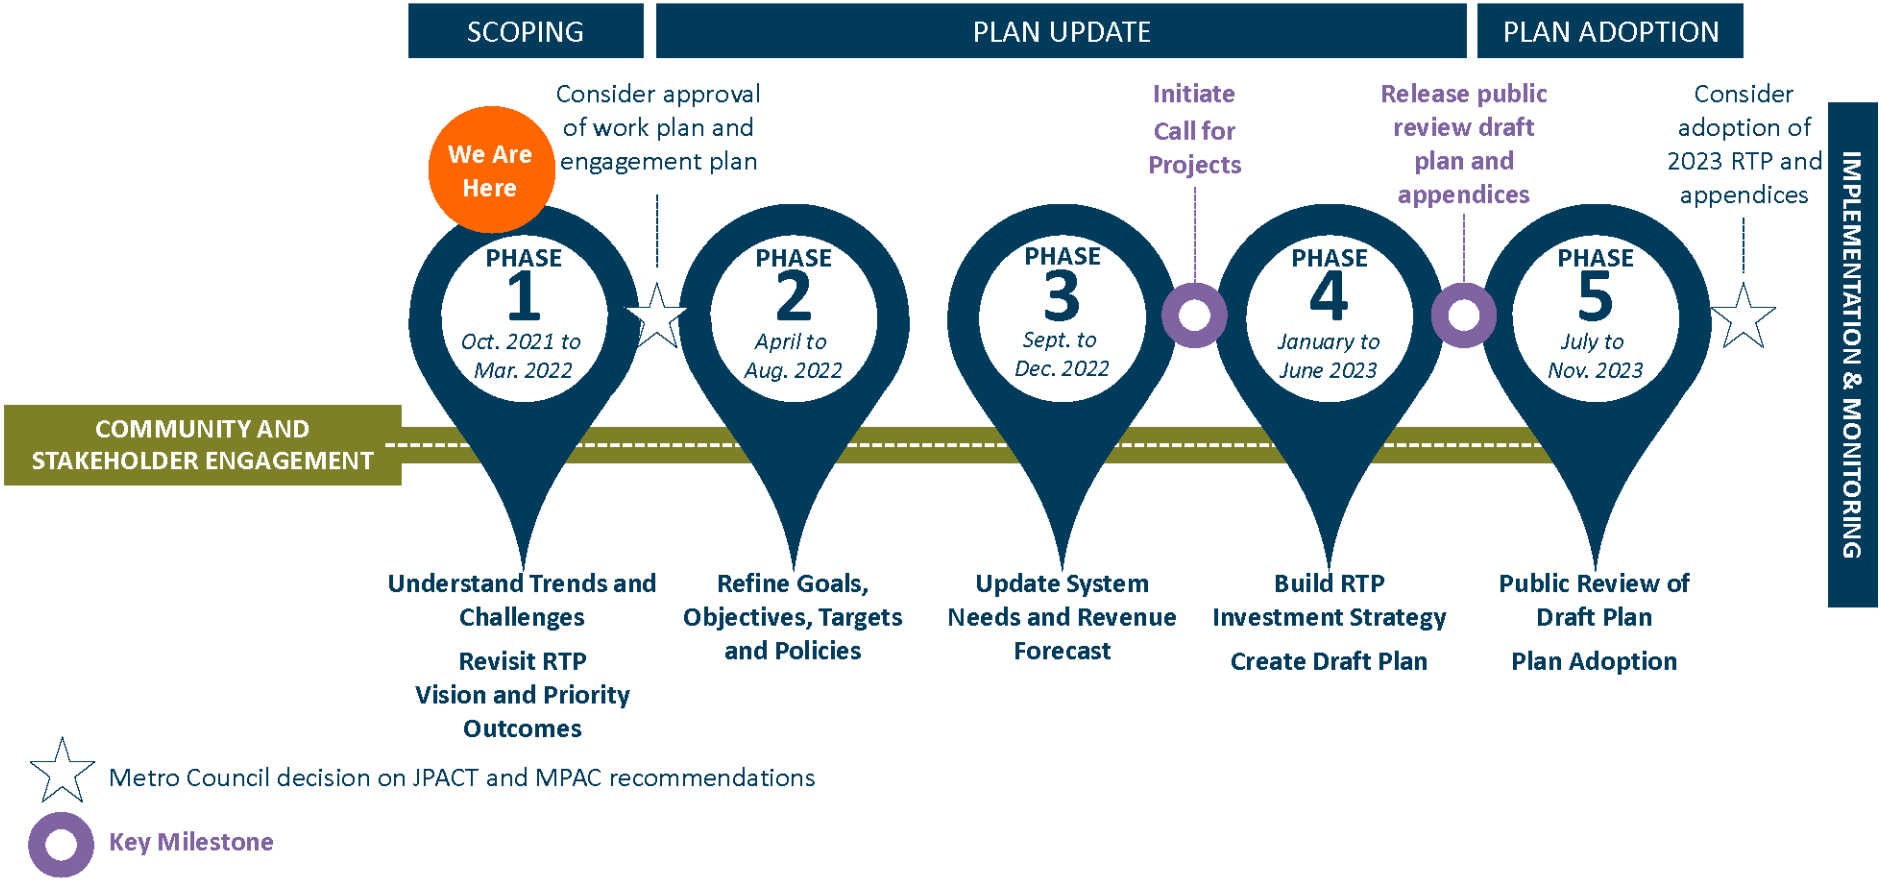 SCOPING
PLAN UPDATE
PLAN ADOPTION
We Are
Here
Consider approval
of work plan and
engagement plan
Initiate
Call for
Projects
Release public
review draft
plan and
appendices
Consider
adoption of
2023 RTP and
appendices
IMPLEMENTATION & MONITORING
PHASE
1
Oct. 2021 to
Mar. 2022
PHASE
2
April to
Aug. 2022
PHASE
3
Sept. to
Dec. 2022
PHASE
4
January to
June 2023
PHASE
5
July to
Nov. 2023
COMMUNITY AND
STAKEHOLDER ENGAGEMENT
Understand Trends and
Challenges
Revisit RTP
Vision and Priority
Outcomes
Refine Goals,
Objectives, Targets
and Policies
Update System
Needs and Revenue
Forecast
Build RTP
Investment Strategy
Create Draft Plan
Public Review of
Draft Plan
Plan Adoption
Metro Council decision on JPACT and MPAC recommendations
Key Milestone